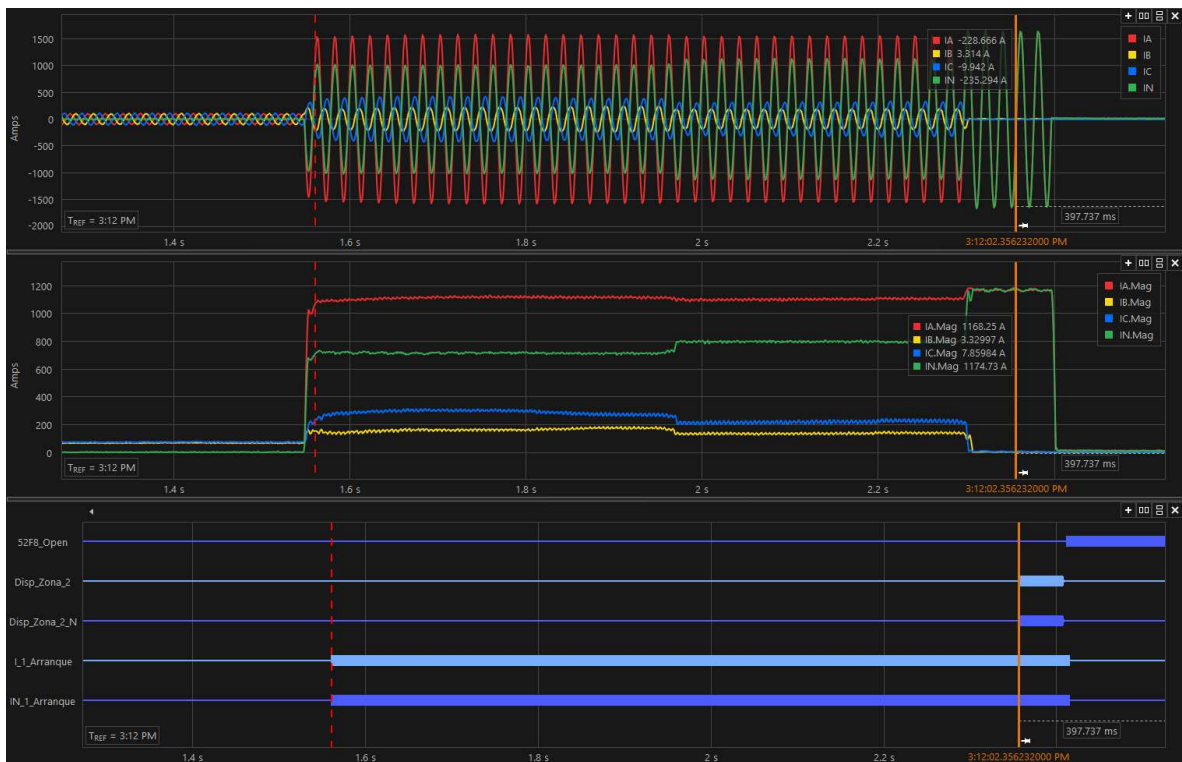 1500
1000
500
0
-500
-1000
-1500
-2000
Amps
IA -228.666 A
IB 3.314 A
IC -9.942 A
IN -235.294 A
IA
IB
IC
IN
TREF = 3:12 PM
397.737 ms
1.4 s
1.6 s
1.8 s
2 s
2.2 s
3:12:02.356232000 PM
1200
1000
800
600
400
200
0
Amps
IA.Mag 1168.25 A
IB.Mag 3.32997 A
IC.Mag 7.85984 A
IN.Mag 1174.73 A
IA.Mag
IB.Mag
IC.Mag
IN.Mag
TREF = 3:12 PM
397.737 ms
1.4 s
1.6 s
1.8 s
2 s
2.2 s
3:12:02.356232000 PM
52F8_Open
Disp_Zona_2
Disp_Zona_2_N
I_1_Arranque
IN_1_Arranque
TREF = 3:12 PM
397.737 ms
1.4 s
1.6 s
1.8 s
2 s
2.2 s
3:12:02.356232000 PM